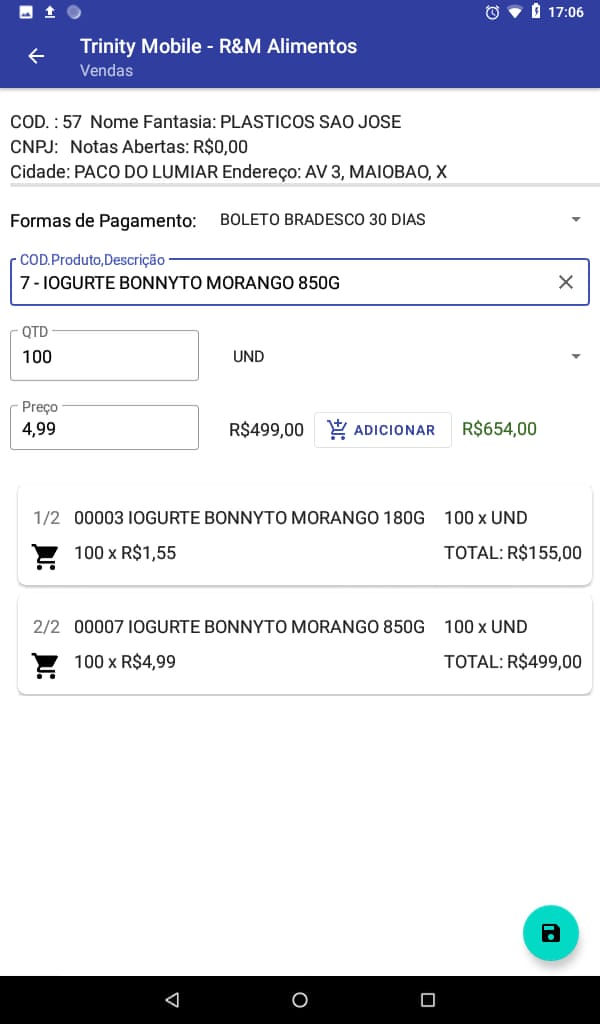 17:06
Trinity Mobile - R&M Alimentos
Vendas
COD. : 57 Nome Fantasia: PLASTICOS SAO JOSE
CNPJ: Notas Abertas: R$0,00
Cidade: PACO DO LUMIAR Endereço: AV 3, MAIOBAO, X
Formas de Pagamento: BOLETO BRADESCO 30 DIAS
COD.Produto,Descrição
7 - IOGURTE BONNYTO MORANGO 850G
QTD
100 UND
Preço
4,99 R$499,00 ADICIONAR R$654,00
1/2 00003 IOGURTE BONNYTO MORANGO 180G 100 x UND
100 x R$1,55 TOTAL: R$155,00
2/2 00007 IOGURTE BONNYTO MORANGO 850G 100 x UND
100 x R$4,99 TOTAL: R$499,00